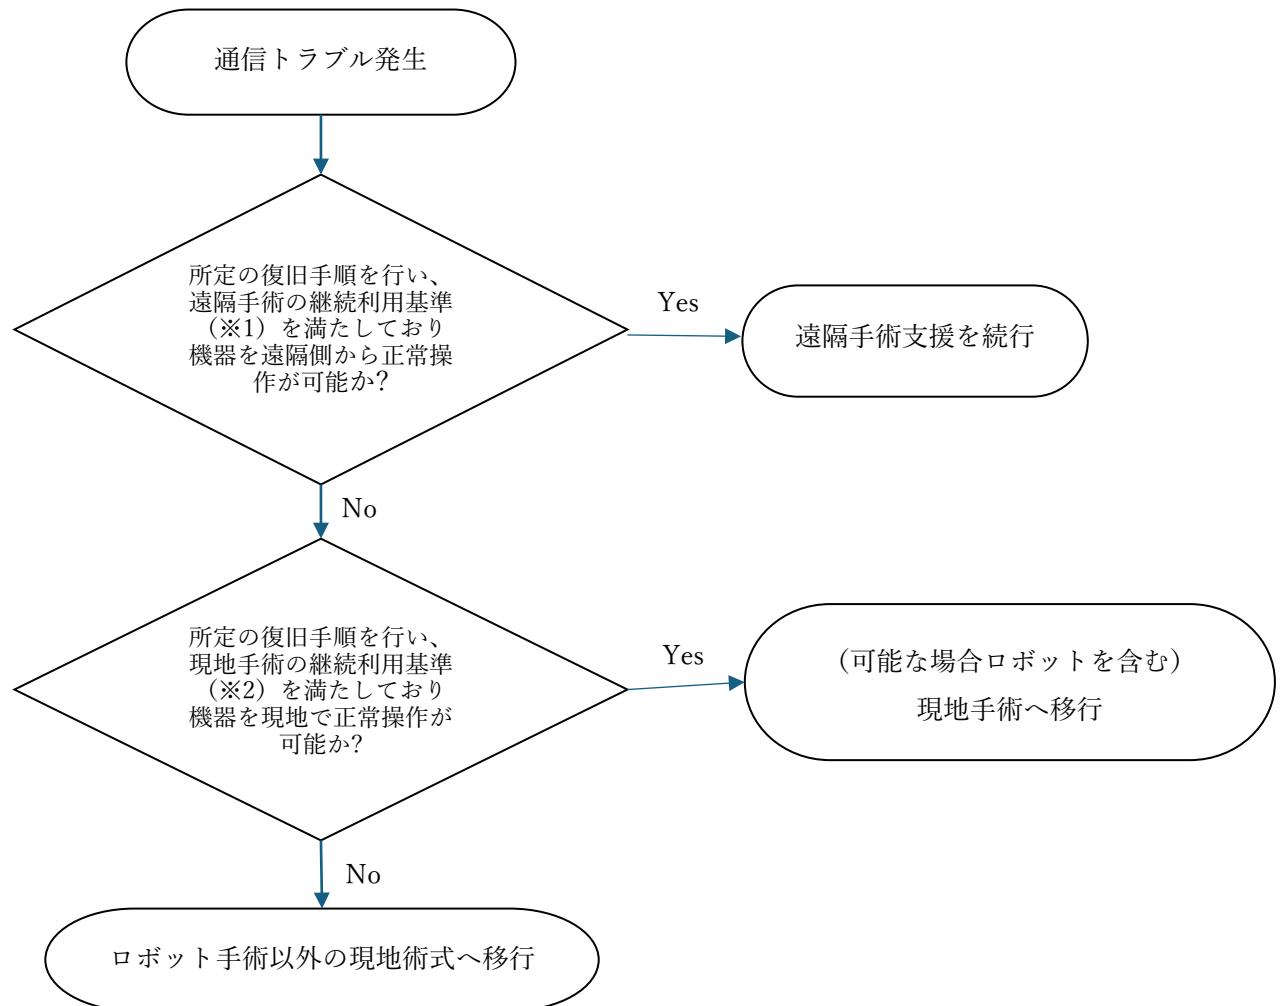 通信トラブル発生
所定の復旧手順を行い、
遠隔手術の継続利用基準
（※1）を満たしており
機器を遠隔側から正常操
作が可能か？
Yes
遠隔手術支援を続行
No
所定の復旧手順を行い、
現地手術の継続利用基準
（※2）を満たしており
機器を現地で正常操作が
可能か?
Yes
（可能な場合ロボットを含む）
現地手術へ移行
No
ロボット手術以外の現地術式へ移行